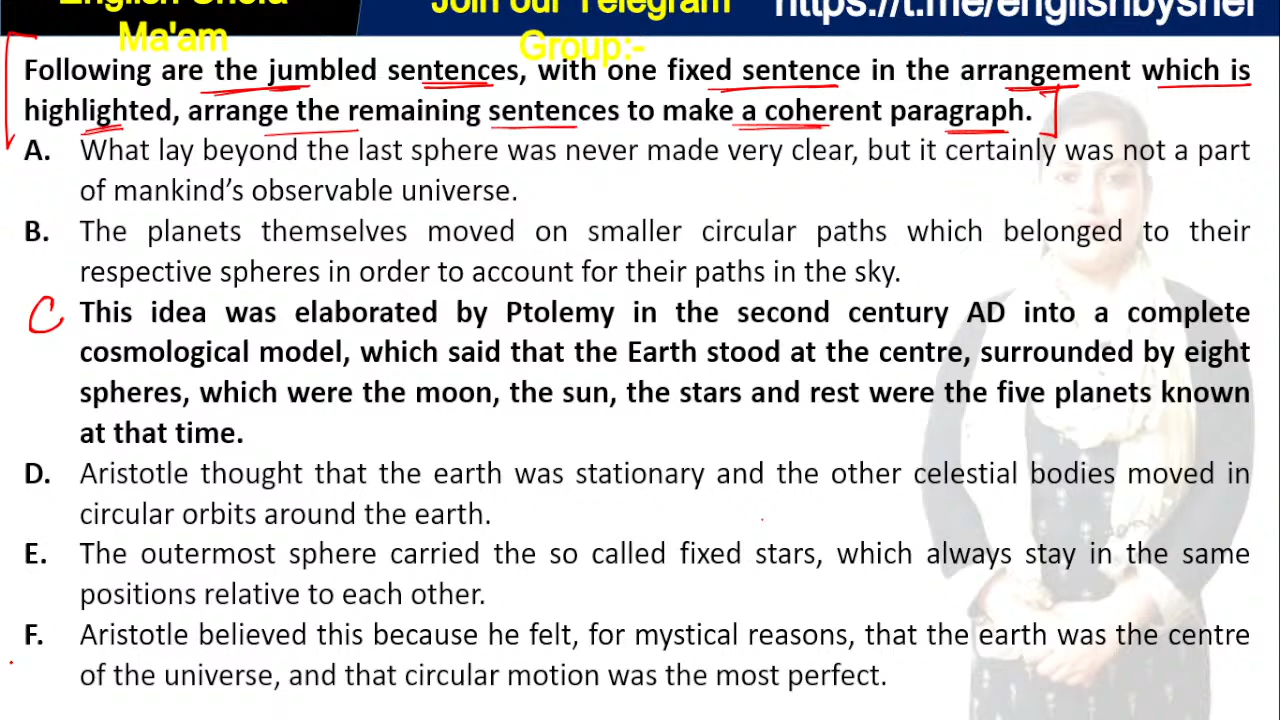 English Shefa Join our Telegram https://t.me/englishbyshef
Ma'am Group:-
Following are the jumbled sentences, with one fixed sentence in the arrangement which is
highlighted, arrange the remaining sentences to make a coherent paragraph.
A. What lay beyond the last sphere was never made very clear, but it certainly was not a part
of mankind's observable universe.
B. The planets themselves moved on smaller circular paths which belonged to their
respective spheres in order to account for their paths in the sky.
C This idea was elaborated by Ptolemy in the second century AD into a complete
cosmological model, which said that the Earth stood at the centre, surrounded by eight
spheres, which were the moon, the sun, the stars and rest were the five planets known
at that time.
D. Aristotle thought that the earth was stationary and the other celestial bodies moved in
circular orbits around the earth.
E. The outermost sphere carried the so called fixed stars, which always stay in the same
positions relative to each other.
F. Aristotle believed this because he felt, for mystical reasons, that the earth was the centre
of the universe, and that circular motion was the most perfect.